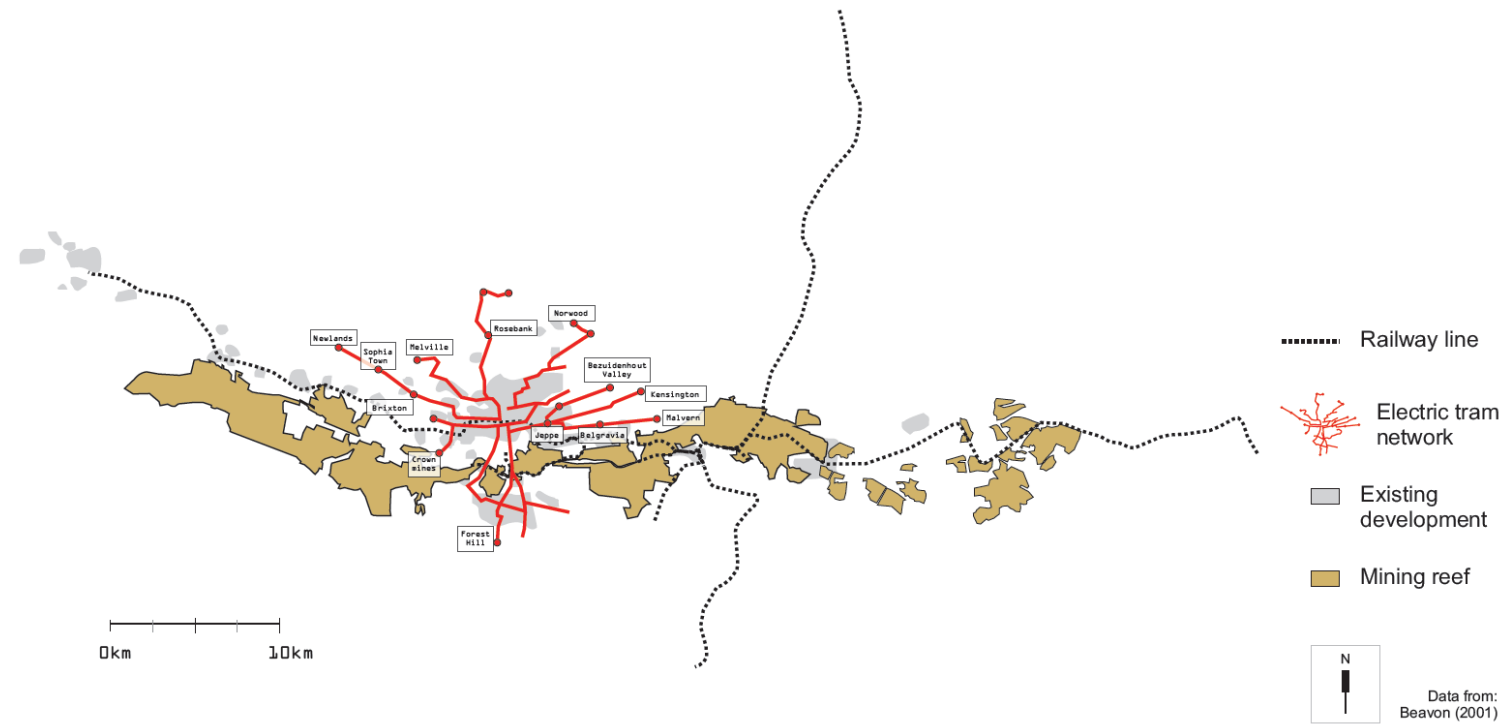 Norwood
Rosebank
Newlands
Melville
Sophia
Town
Bezuidenhout
Valley
Kensington
Brixton
Malvern
Jeppe
Belgravia
Crown
mines
Forest
Hill
0km
10km
Railway line
Electric tram
network
Existing
development
Mining reef
N
Data from:
Beavon (2001)